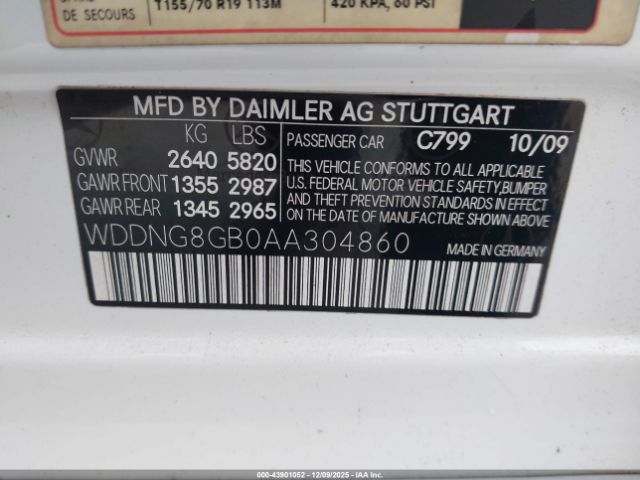 T155/70 R19 113M 420 KPA, 60 PSI
DE SECOURS
MFD BY DAIMLER AG STUTTGART
KG LBS PASSENGER CAR C799 10/09
GVWR 2640 5820
GAWR FRONT 1355 2987
GAWR REAR 1345 2965
THIS VEHICLE CONFORMS TO ALL APPLICABLE
U.S. FEDERAL MOTOR VEHICLE SAFETY,BUMPER
AND THEFT PREVENTION STANDARDS IN EFFECT
ON THE DATE OF MANUFACTURE SHOWN ABOVE.
WDDNG8GB0AA304860 MADE IN GERMANY
000-43901052 - 12/09/2025 - IAAI.COM